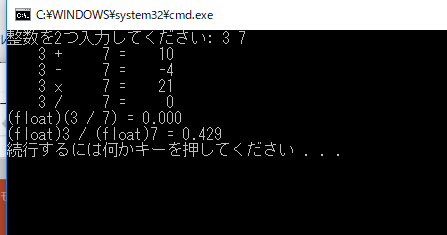 C:¥WINDOWS¥system32¥cmd.exe
整数を2つ入力してください: 3 7
    3 +     7 =    10
    3 -     7 =    -4
    3 x     7 =    21
    3 /     7 =     0
(float)(3 / 7) = 0.000
(float)3 / (float)7 = 0.429
続行するには何かキーを押してください . . .